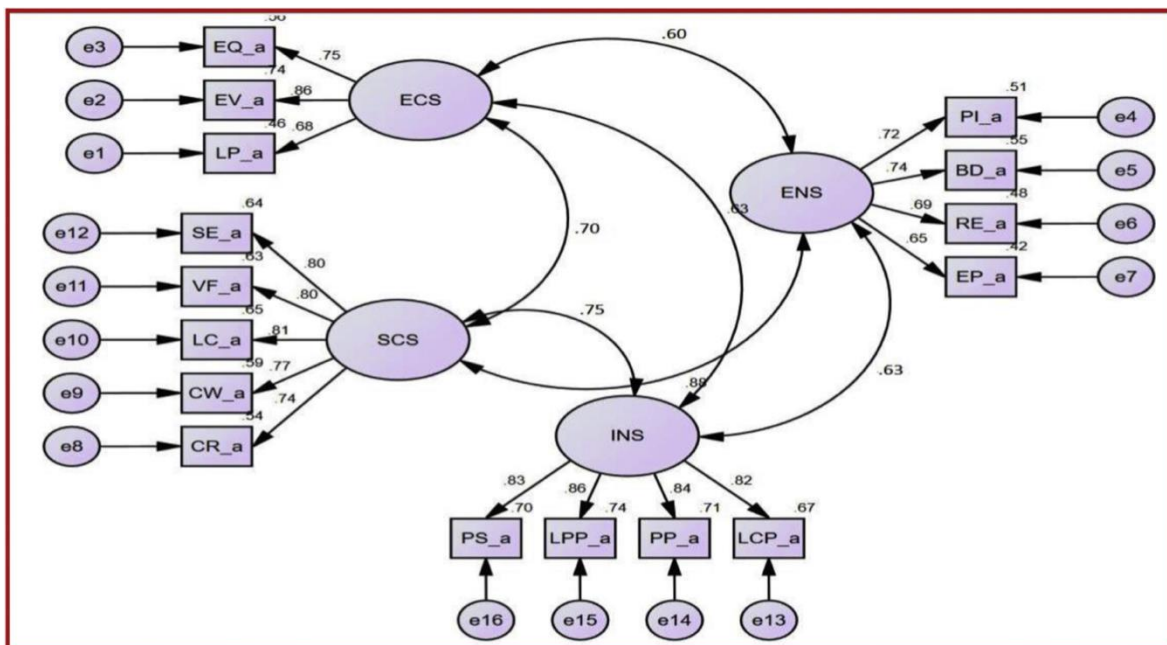 .56
e3
EQ_a
.75
.74
e2
EV_a
.86
ECS
.46
.68
e1
LP_a
.60
.51
PI_a
e4
.72
.55
BD_a
e5
.74
ENS
.48
RE_a
e6
.69
.42
EP_a
e7
.65
.63
.70
.64
e12
SE_a
.80
.63
e11
VF_a
.80
.65
e10
LC_a
.81
SCS
.59
.77
e9
CW_a
.74
.54
e8
CR_a
.75
.88
.63
INS
.83
.86
.84
.82
.70
.74
.71
.67
PS_a
LPP_a
PP_a
LCP_a
e16
e15
e14
e13